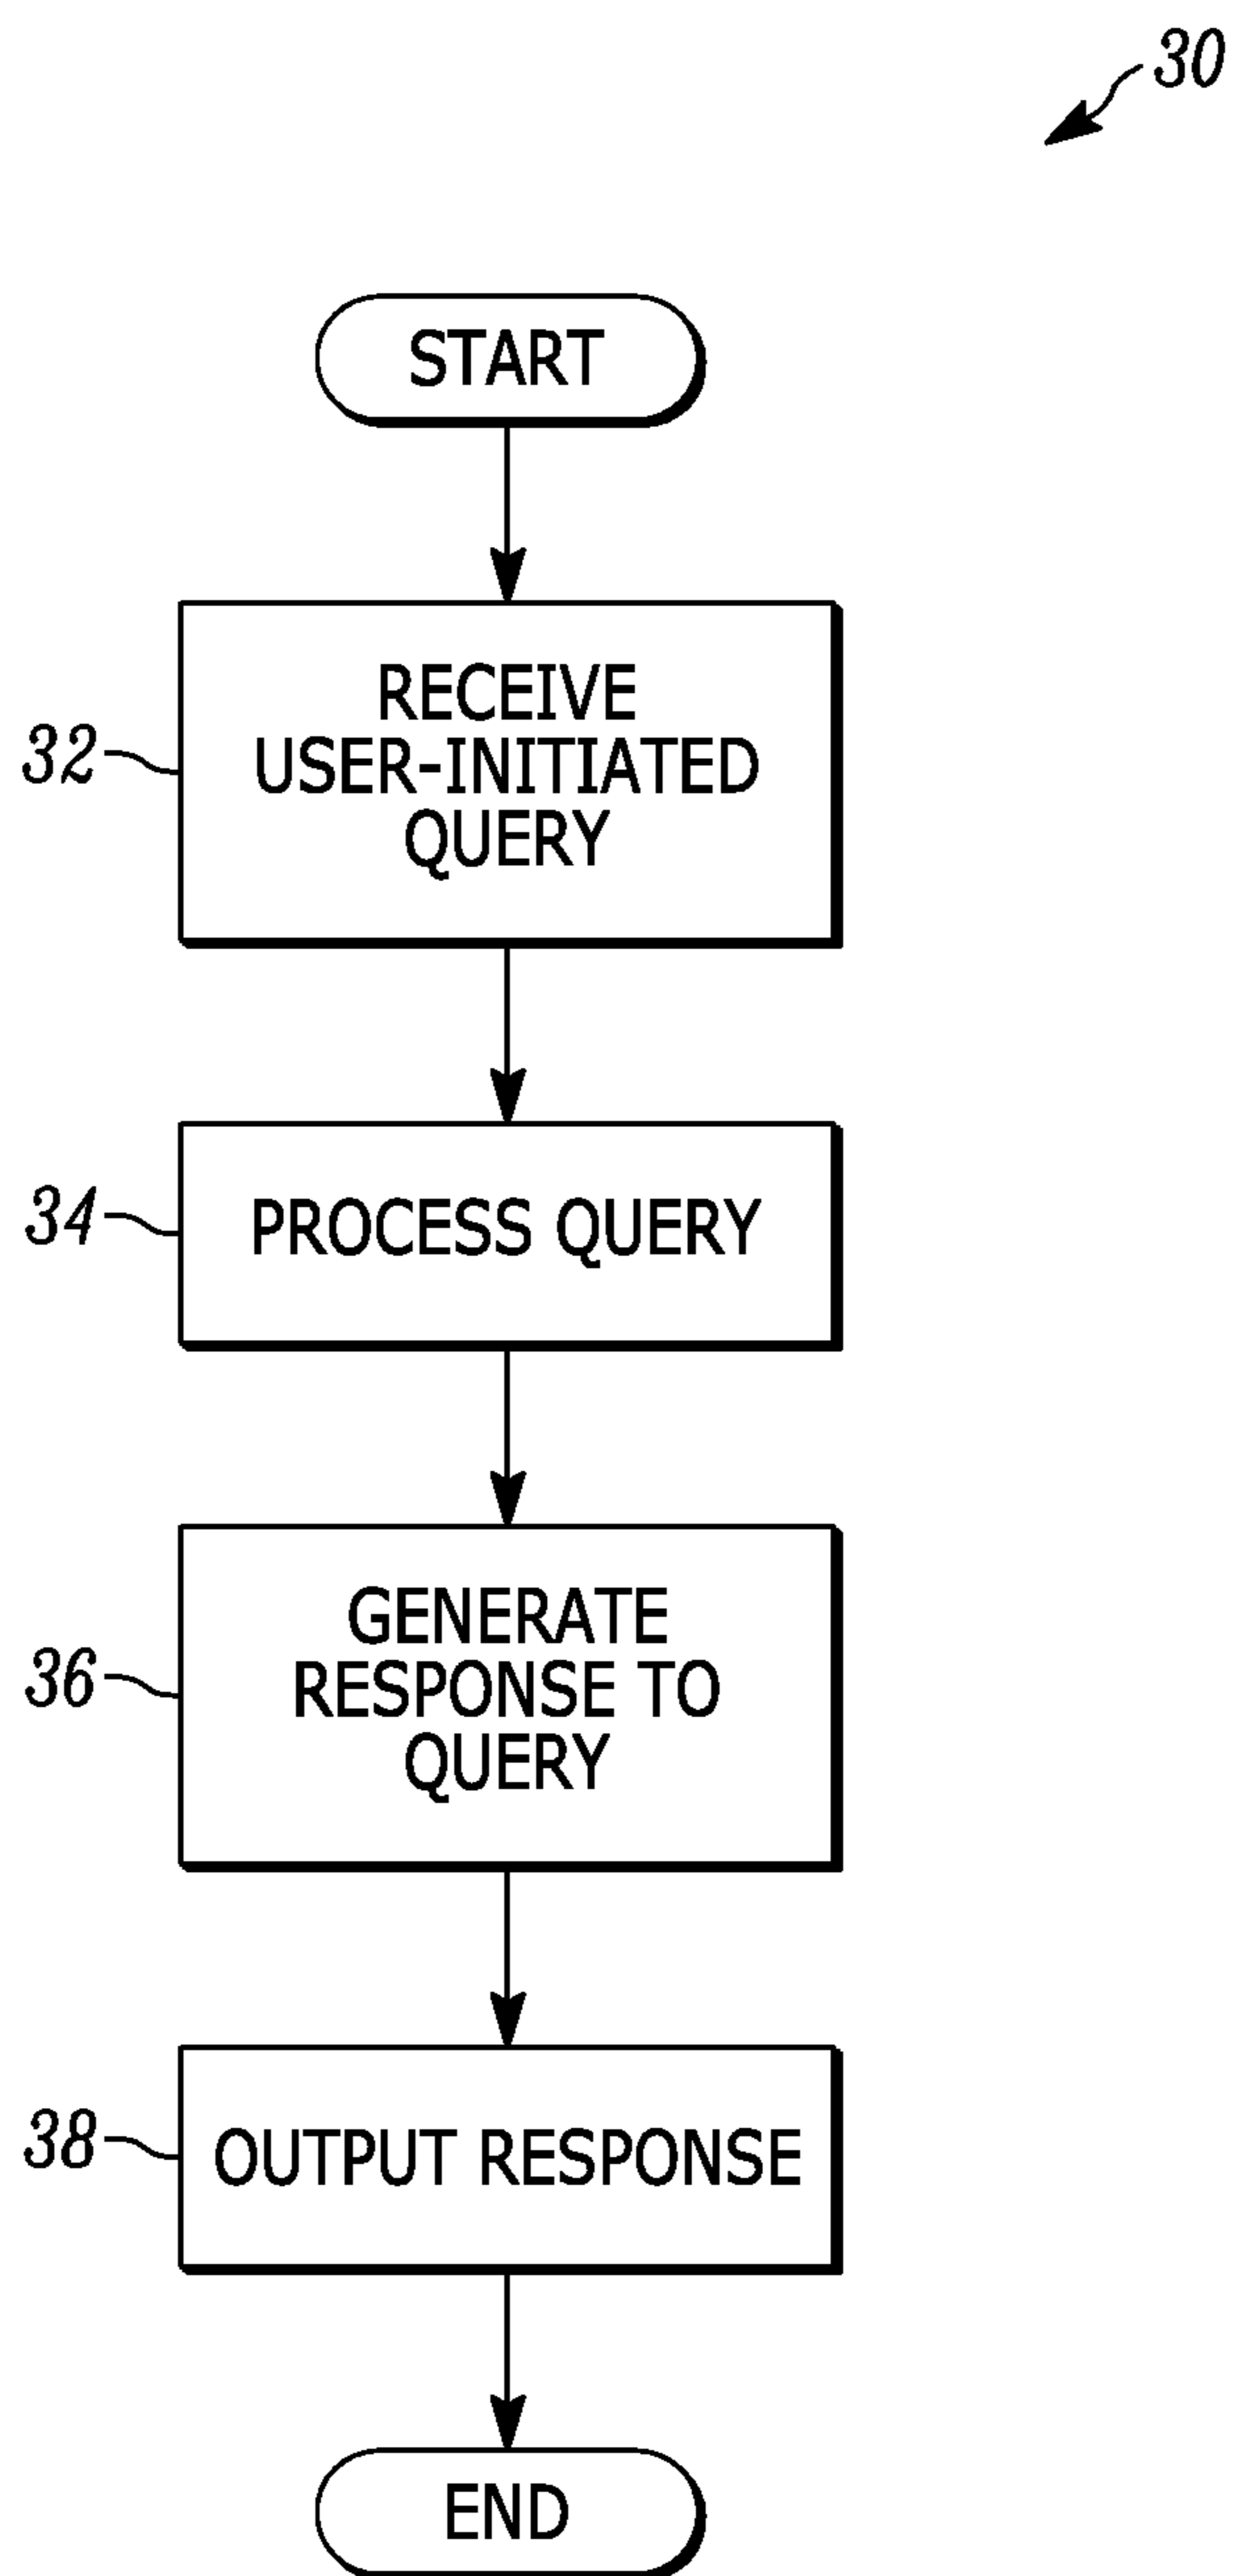 30
START
32
RECEIVE
USER-INITIATED
QUERY
34
PROCESS QUERY
36
GENERATE
RESPONSE TO
QUERY
38
OUTPUT RESPONSE
END